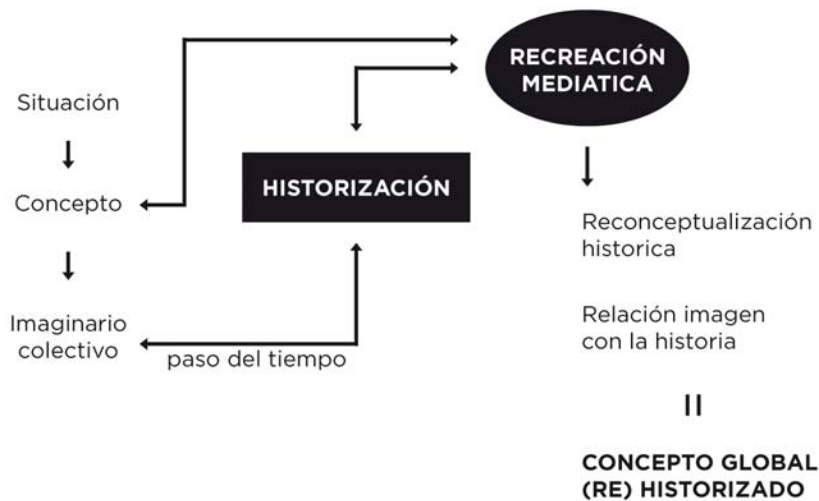 Situación
Concepto
Imaginario
colectivo
paso del tiempo
HISTORIZACIÓN
RECREACIÓN
MEDIATICA
Reconceptualización
historica
Relación imagen
con la historia
CONCEPTO GLOBAL
(RE) HISTORIZADO